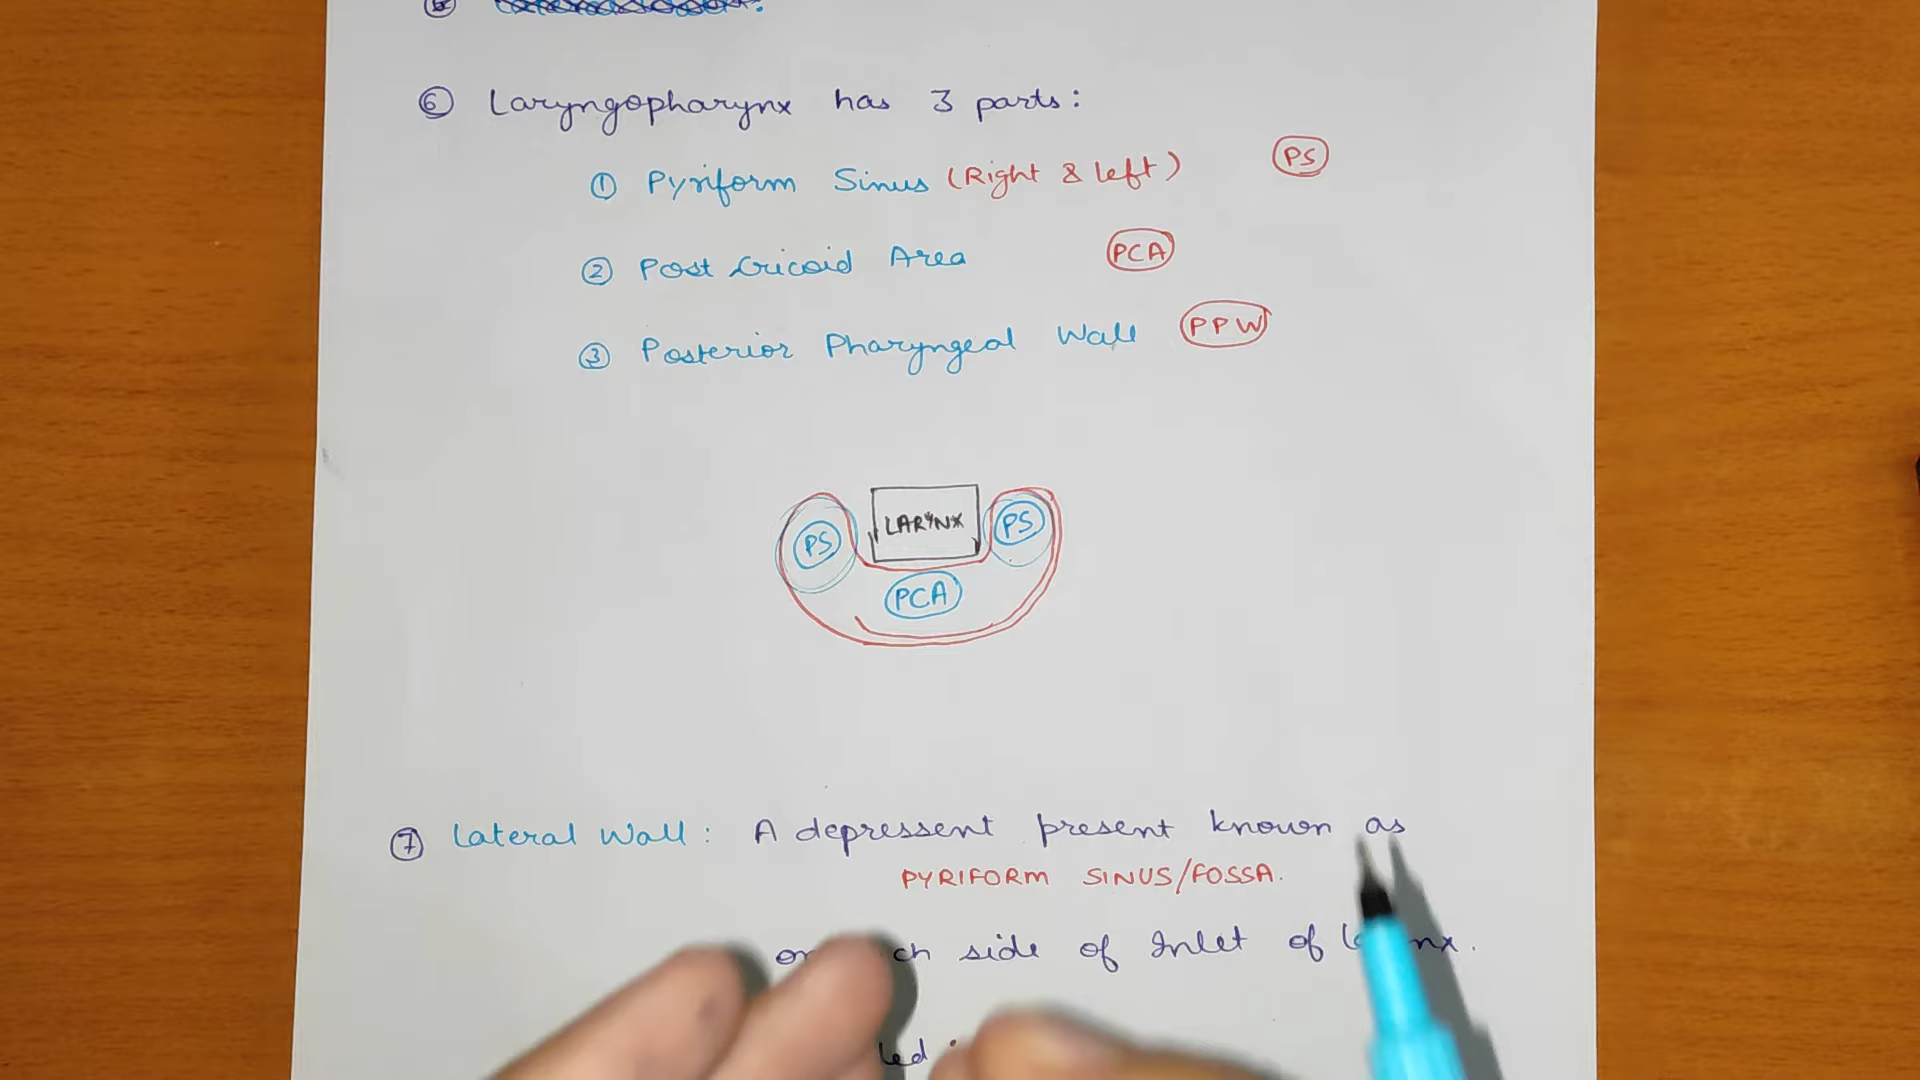 ⑥ Laryngopharynx has 3 parts:
① Pyriform Sinus (Right & Left) PS
② Post Cricoid Area PCA
③ Posterior Pharyngeal Wall PPW
PS LARYNX PS
PCA
⑦ Lateral Wall: A depressent present known as
PYRIFORM SINUS/FOSSA.
side of Inlet of